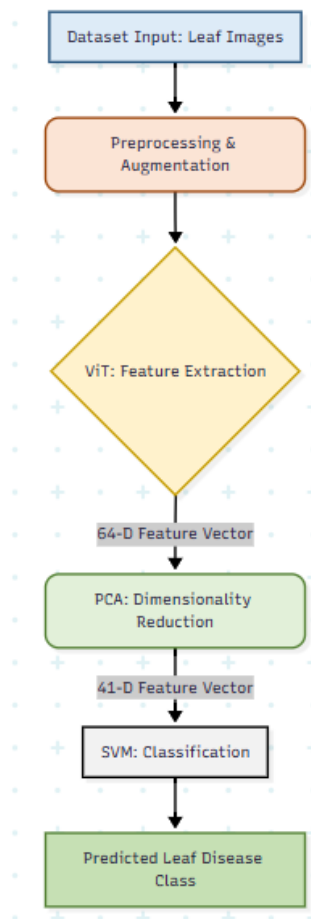 Dataset Input: Leaf Images
Preprocessing &
Augmentation
ViT: Feature Extraction
64-D Feature Vector
PCA: Dimensionality
Reduction
41-D Feature Vector
SVM: Classification
Predicted Leaf Disease
Class